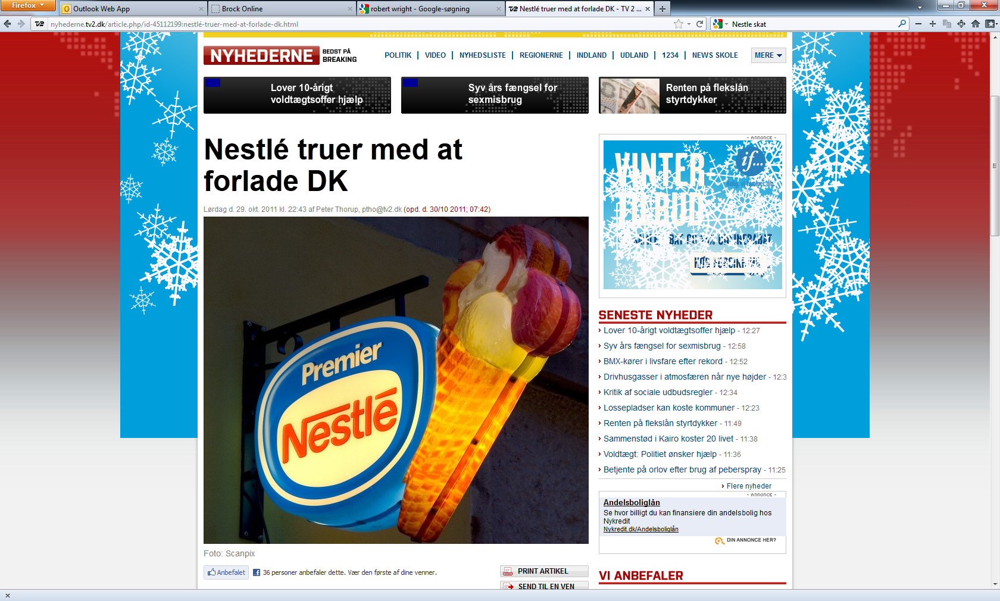 Firefox
Outlook Web App
Brock Online
robert wright - Google-søgning
Nestlé truer med at forlade DK - TV 2 ...
nyhederne.tv2.dk/article.php/id-45112199:nestlé-truer-med-at-forlade-dk.html
Nestle skat
NYHEDERNE
BEDST PÅ
BREAKING
POLITIK | VIDEO | NYHEDSLISTE | REGIONERNE | INDLAND | UDLAND | 1234 | NEWS SKOLE
MERE
Lover 10-årigt
voldtægtsoffer hjælp
Syv års fængsel for
sexmisbrug
Renten på flekslån
styrtdykker
Nestlé truer med at
forlade DK
Lørdag d. 29. okt. 2011 kl. 22:43 af Peter Thorup, ptho@tv2.dk (opd. d. 30/10 2011; 07:42)
Premier
Nestlé
Foto: Scanpix
Anbefalet
36 personer anbefaler dette. Vær den første af dine venner.
PRINT ARTIKEL
SEND TIL EN VEN
- ANNONCE -
if...
VINTER-
TILBUD
SENESTE NYHEDER
Lover 10-årigt voldtægtsoffer hjælp - 12:27
Syv års fængsel for sexmisbrug - 12:58
BMX-kører i livsfare efter rekord - 12:52
Drivhusgasser i atmosfæren når nye højder - 12:3
Kritik af sociale udbudsregler - 12:34
Lossepladser kan koste kommuner - 12:23
Renten på flekslån styrtdykker - 11:49
Sammenstød i Kairo koster 20 livet - 11:38
Voldtægt: Politiet ønsker hjælp - 11:36
Betjente på orlov efter brug af peberspray - 11:25
Flere nyheder
- ANNONCE -
Andelsboliglån
Se hvor billigt du kan finansiere din andelsbolig hos
Nykredit
Nykredit.dk/Andelsboliglån
DIN ANNONCE HER?
VI ANBEFALER